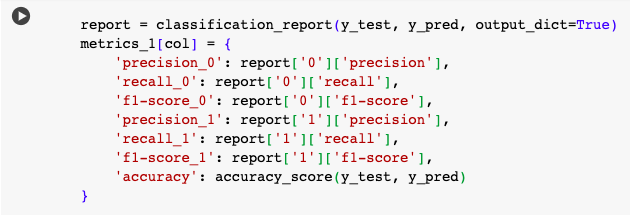 report = classification_report(y_test, y_pred, output_dict=True)
metrics_1[col] = {
    'precision_0': report['0']['precision'],
    'recall_0': report['0']['recall'],
    'f1-score_0': report['0']['f1-score'],
    'precision_1': report['1']['precision'],
    'recall_1': report['1']['recall'],
    'f1-score_1': report['1']['f1-score'],
    'accuracy': accuracy_score(y_test, y_pred)
}